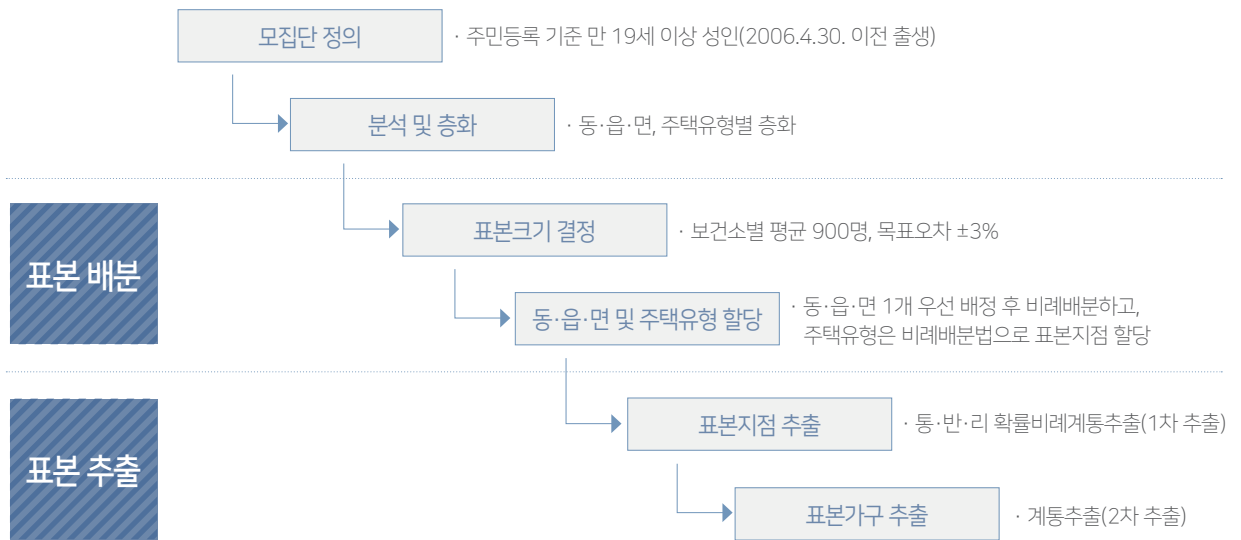 모집단 정의
· 주민등록 기준 만 19세 이상 성인(2006.4.30. 이전 출생)
분석 및 층화
· 동·읍·면, 주택유형별 층화
표본 배분
표본크기 결정
· 보건소별 평균 900명, 목표오차 ±3%
동·읍·면 및 주택유형 할당
· 동·읍·면 1개 우선 배정 후 비례배분하고,
주택유형은 비례배분법으로 표본지점 할당
표본 추출
표본지점 추출
· 통·반·리 확률비례계통추출(1차 추출)
표본가구 추출
· 계통추출(2차 추출)